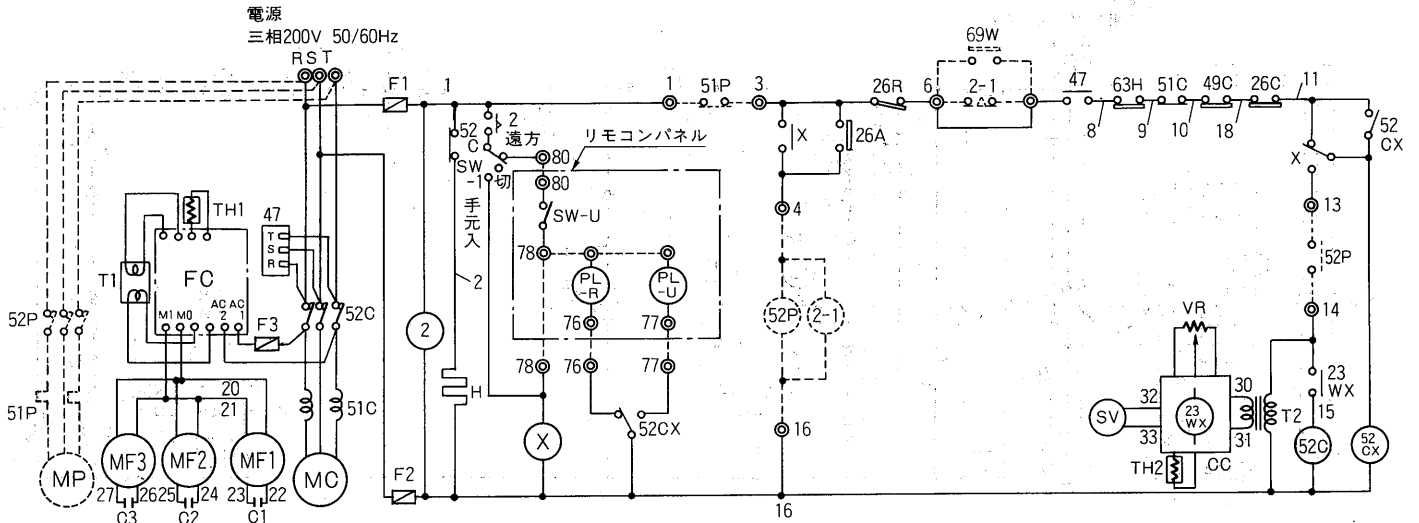 電源
三相200V 50/60Hz
R S T
F1
1
52
C
2
遠方
SW
-1
切
手元入
2
リモコンパネル
80
80
SW-U
78
PL
-R
PL
-U
76
77
78
76
77
52CX
X
H
2
F2
1
51P
3
X
26A
4
52P
2-1
16
16
26R
6
69W
2-1
47
8
63H
9
51C
10
49C
18
26C
11
X
52
CX
13
52P
14
23
WX
15
52C
52
CX
VR
30
31
T2
32
33
SV
23
WX
CC
TH2
TH1
47
T
S
R
FC
T1
M1
M0
AC
2
AC
1
F3
52C
52P
51P
20
21
51C
MP
MF3
MF2
MF1
MC
27
26
25
24
23
22
C3
C2
C1